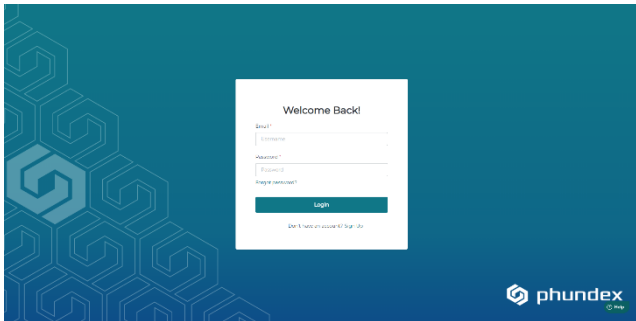 Welcome Back!
Email *
Username
Password *
Password
Forgot password?
Login
Don't have an account? Sign Up
phundex
Help